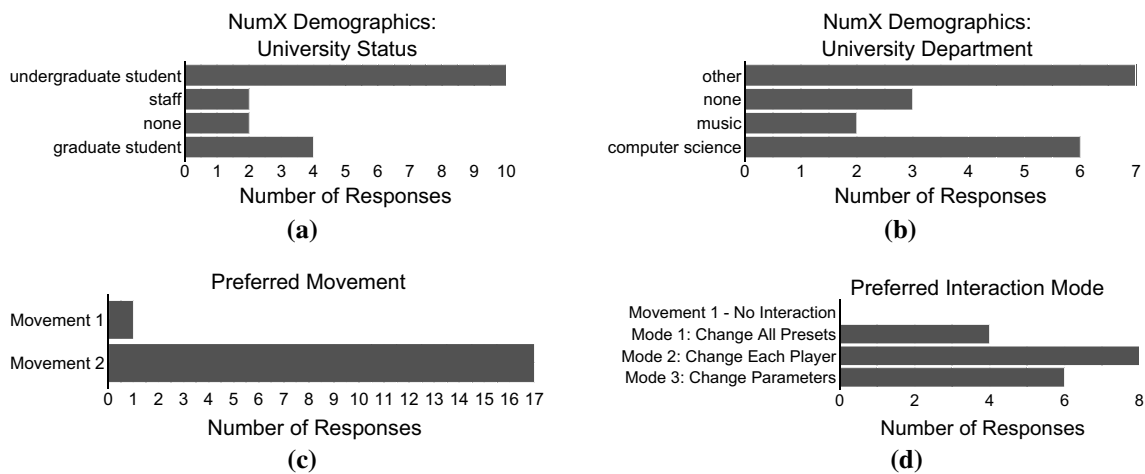 NumX Demographics:
University Status
undergraduate student
staff
none
graduate student
0 1 2 3 4 5 6 7 8 9 10
Number of Responses
(a)
NumX Demographics:
University Department
other
none
music
computer science
0 1 2 3 4 5 6 7
Number of Responses
(b)
Preferred Movement
Movement 1
Movement 2
0 1 2 3 4 5 6 7 8 9 10 11 12 13 14 15 16 17
Number of Responses
(c)
Preferred Interaction Mode
Movement 1 - No Interaction
Mode 1: Change All Presets
Mode 2: Change Each Player
Mode 3: Change Parameters
0 2 4 6 8
Number of Responses
(d)